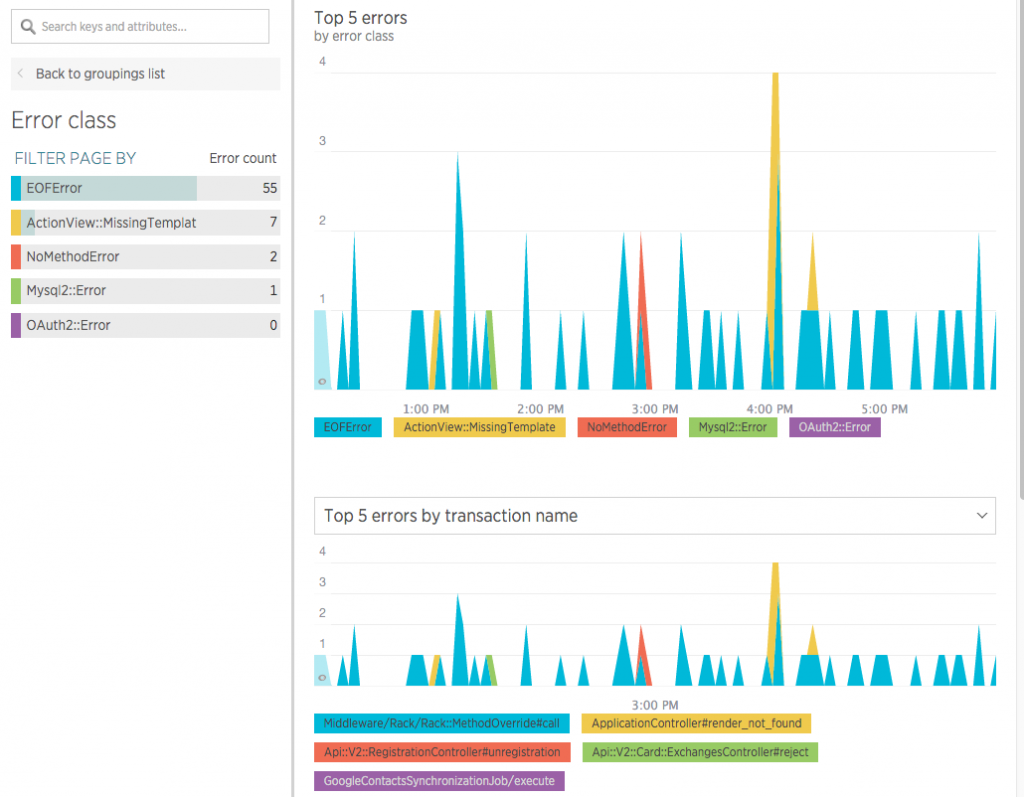 Search keys and attributes...
Back to groupings list
Error class
FILTER PAGE BY Error count
EOFError 55
ActionView::MissingTemplat 7
NoMethodError 2
Mysql2::Error 1
OAuth2::Error 0
Top 5 errors
by error class
4
3
2
1
0
1:00 PM 2:00 PM 3:00 PM 4:00 PM 5:00 PM
EOFError ActionView::MissingTemplate NoMethodError Mysql2::Error OAuth2::Error
Top 5 errors by transaction name
4
3
2
1
0
3:00 PM
Middleware/Rack/Rack::MethodOverride#call ApplicationController#render_not_found
Api::V2::RegistrationController#unregistration Api::V2::Card::ExchangesController#reject
GoogleContactsSynchronizationJob/execute